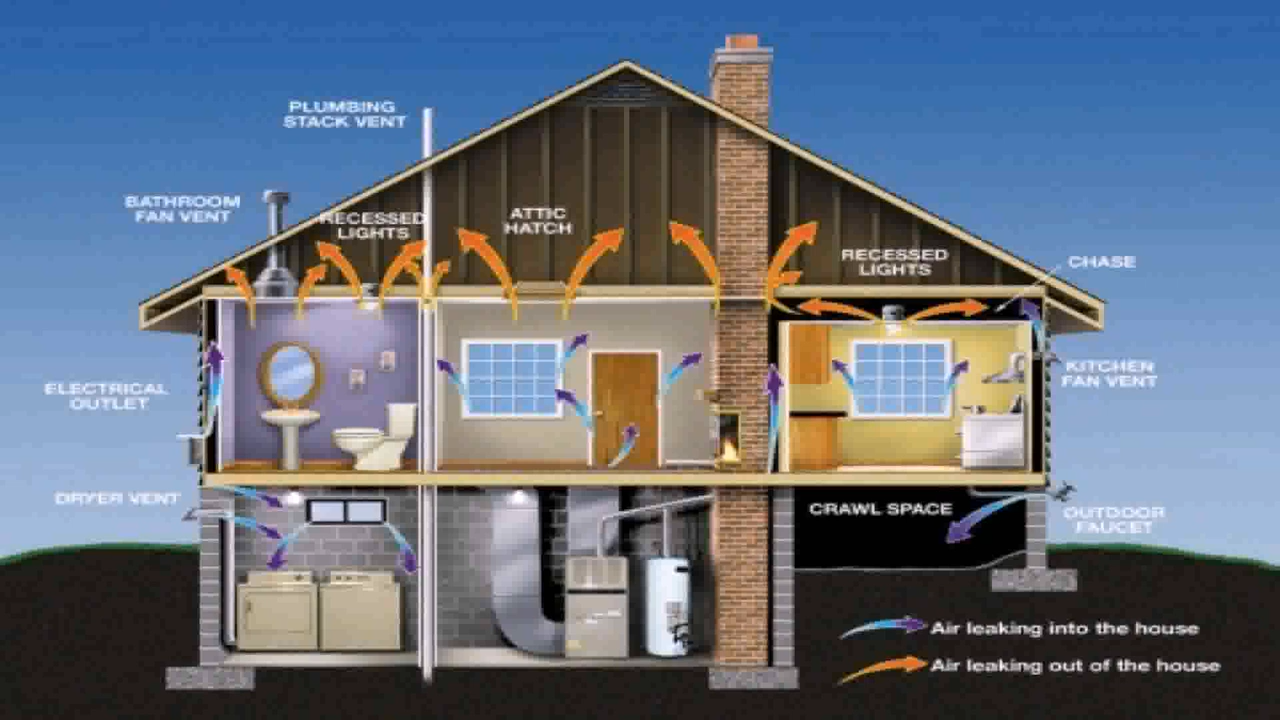 PLUMBING
STACK VENT
BATHROOM
FAN VENT
RECESSED
LIGHTS
ATTIC
HATCH
RECESSED
LIGHTS
CHASE
ELECTRICAL
OUTLET
KITCHEN
FAN VENT
DRYER VENT
CRAWL SPACE
OUTDOOR
FAUCET
Air leaking into the house
Air leaking out of the house